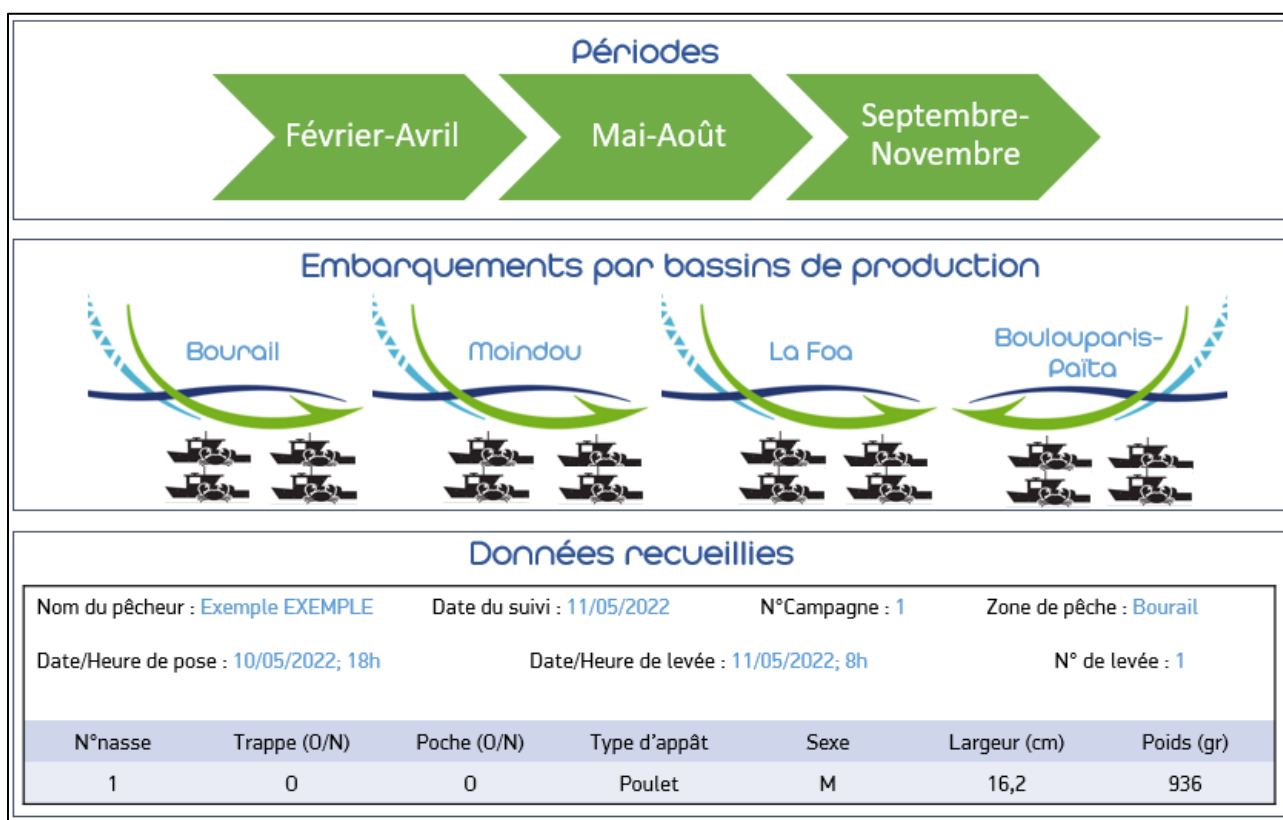 Périodes
Février-Avril
Mai-Août
Septembre-
Novembre
Embarquements par bassins de production
Bourail
Moindou
La Foa
Boulouparis-
Païta
Données recueillies
Nom du pêcheur : Exemple EXEMPLE Date du suivi : 11/05/2022 N°Campagne : 1 Zone de pêche : Bourail
Date/Heure de pose : 10/05/2022; 18h Date/Heure de levée : 11/05/2022; 8h N° de levée : 1
N°nasse Trappe (O/N) Poche (O/N) Type d'appât Sexe Largeur (cm) Poids (gr)
1 O O Poulet M 16,2 936